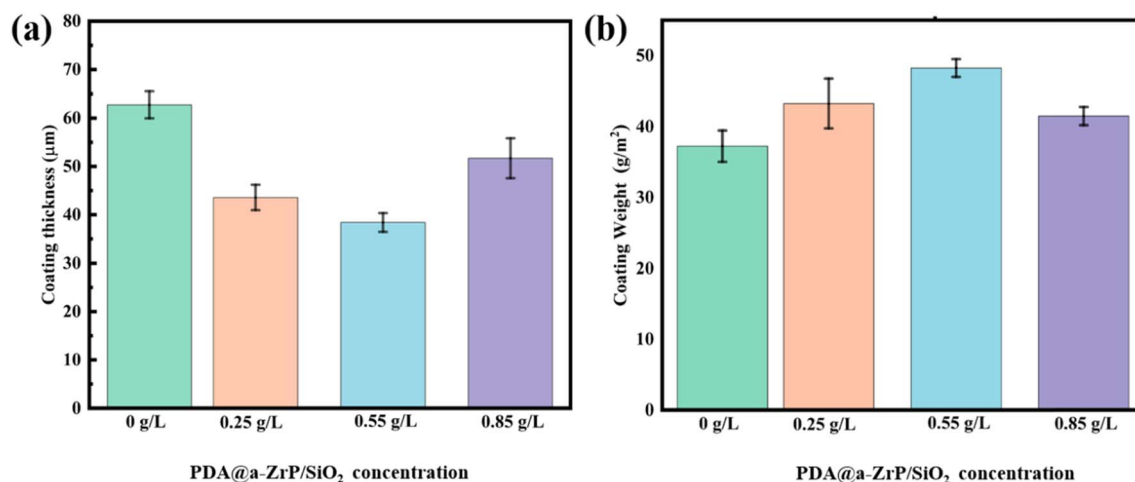 (a)
Coating thickness (μm)
80
70
60
50
40
30
20
10
0
0 g/L 0.25 g/L 0.55 g/L 0.85 g/L
PDA@a-ZrP/SiO₂ concentration
(b)
Coating Weight (g/m²)
50
40
30
20
10
0
0 g/L 0.25 g/L 0.55 g/L 0.85 g/L
PDA@a-ZrP/SiO₂ concentration